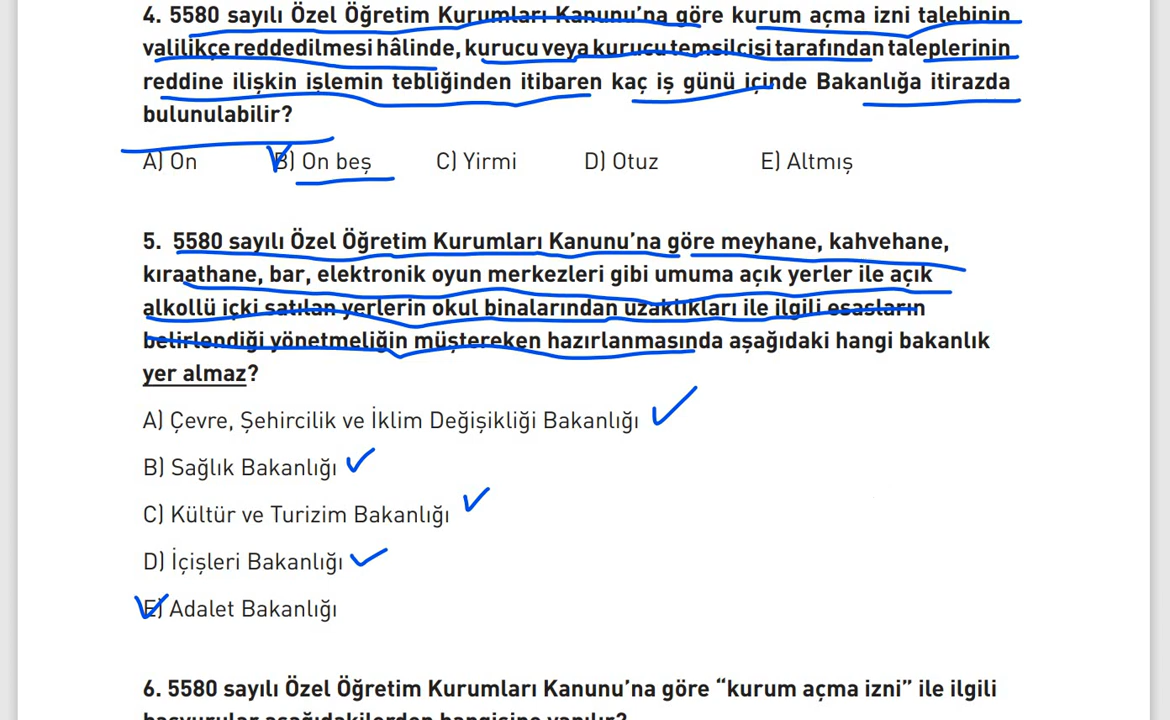 4. 5580 sayılı Özel Öğretim Kurumları Kanunu’na göre kurum açma izni talebinin
valilikçe reddedilmesi hâlinde, kurucu veya kurucu temsilcisi tarafından taleplerinin
reddine ilişkin işlemin tebliğinden itibaren kaç iş günü içinde Bakanlığa itirazda
bulunulabilir?
A) On B) On beş C) Yirmi D) Otuz E) Altmış
5. 5580 sayılı Özel Öğretim Kurumları Kanunu’na göre meyhane, kahvehane,
kıraathane, bar, elektronik oyun merkezleri gibi umuma açık yerler ile açık
alkollü içki satılan yerlerin okul binalarından uzaklıkları ile ilgili esasların
belirlendiği yönetmeliğin müştereken hazırlanmasında aşağıdaki hangi bakanlık
yer almaz?
A) Çevre, Şehircilik ve İklim Değişikliği Bakanlığı
B) Sağlık Bakanlığı
C) Kültür ve Turizim Bakanlığı
D) İçişleri Bakanlığı
E) Adalet Bakanlığı
6. 5580 sayılı Özel Öğretim Kurumları Kanunu’na göre “kurum açma izni” ile ilgili
başvurular aşağıdakilerden hangisine yapılır?